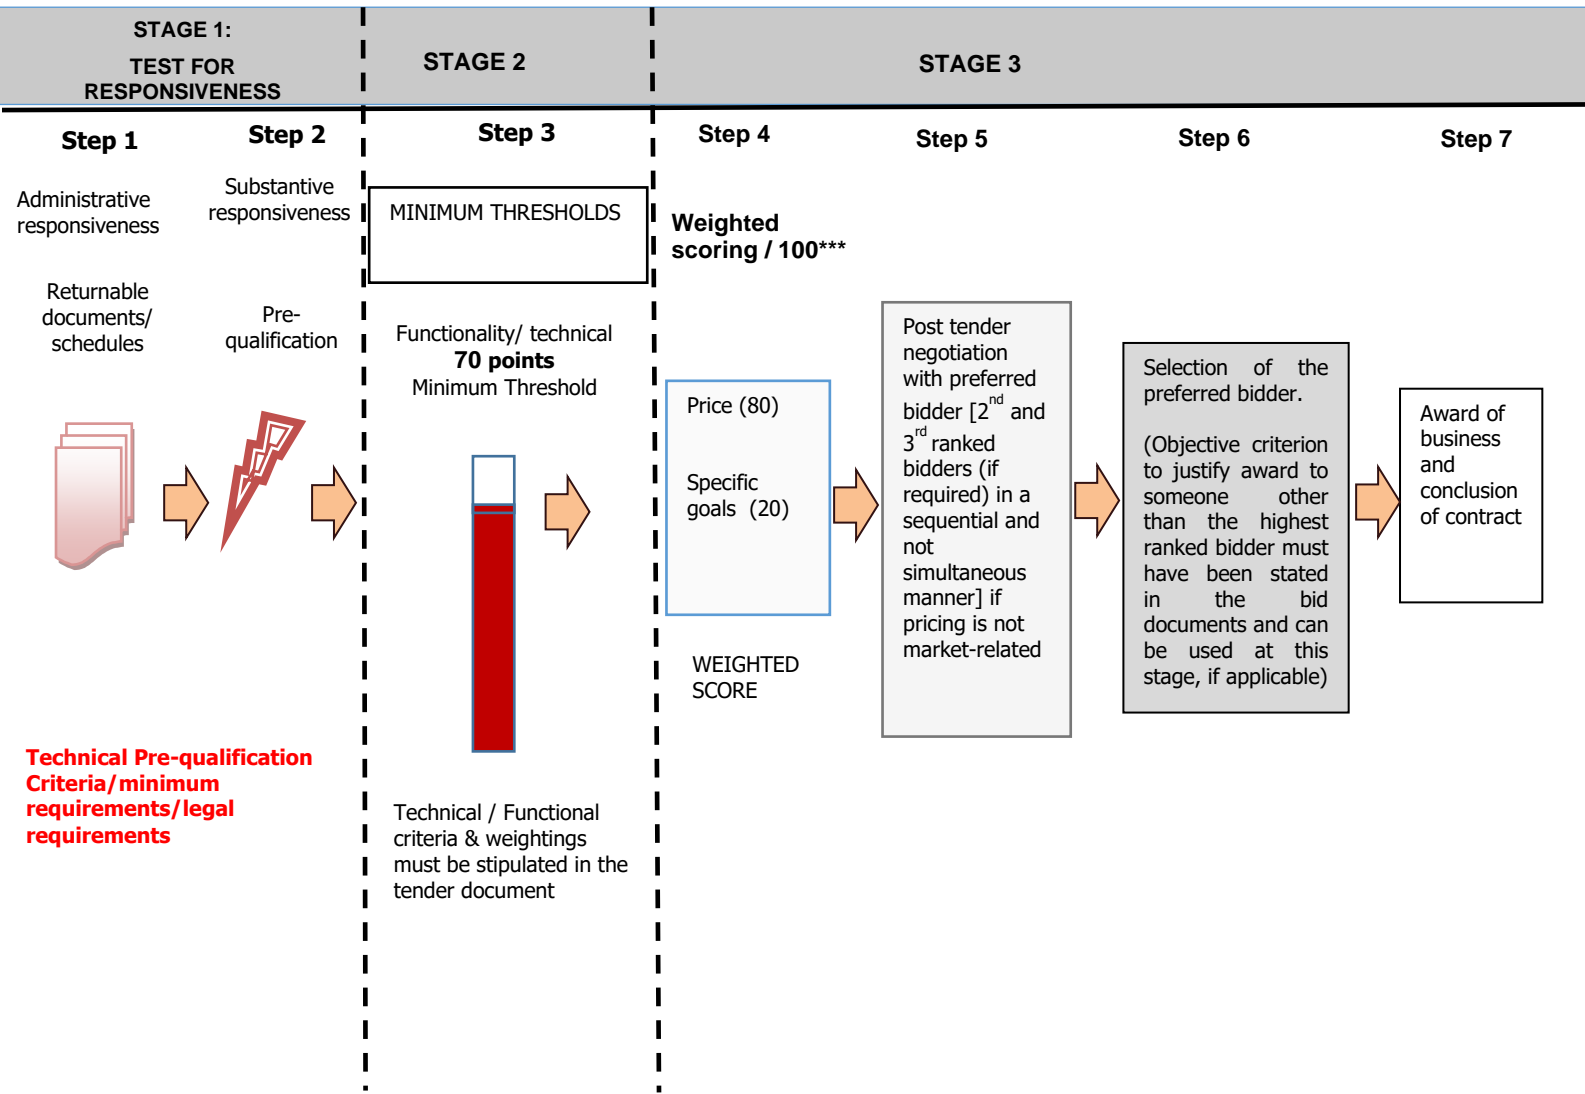 STAGE 1:
TEST FOR
RESPONSIVENESS
STAGE 2
STAGE 3
Step 1
Step 2
Step 3
Step 4
Step 5
Step 6
Step 7
Administrative
responsiveness
Returnable
documents/
schedules
Substantive
responsiveness
Pre-
qualification
Technical Pre-qualification
Criteria/minimum
requirements/legal
requirements
MINIMUM THRESHOLDS
Functionality/ technical
70 points
Minimum Threshold
Technical / Functional
criteria & weightings
must be stipulated in the
tender document
Weighted
scoring / 100***
Price (80)
Specific
goals (20)
WEIGHTED
SCORE
Post tender
negotiation
with preferred
bidder [2nd and
3rd ranked
bidders (if
required) in a
sequential and
not
simultaneous
manner] if
pricing is not
market-related
Selection of the
preferred bidder.
(Objective criterion
to justify award to
someone other
than the highest
ranked bidder must
have been stated
in the bid
documents and can
be used at this
stage, if applicable)
Award of
business
and
conclusion
of contract